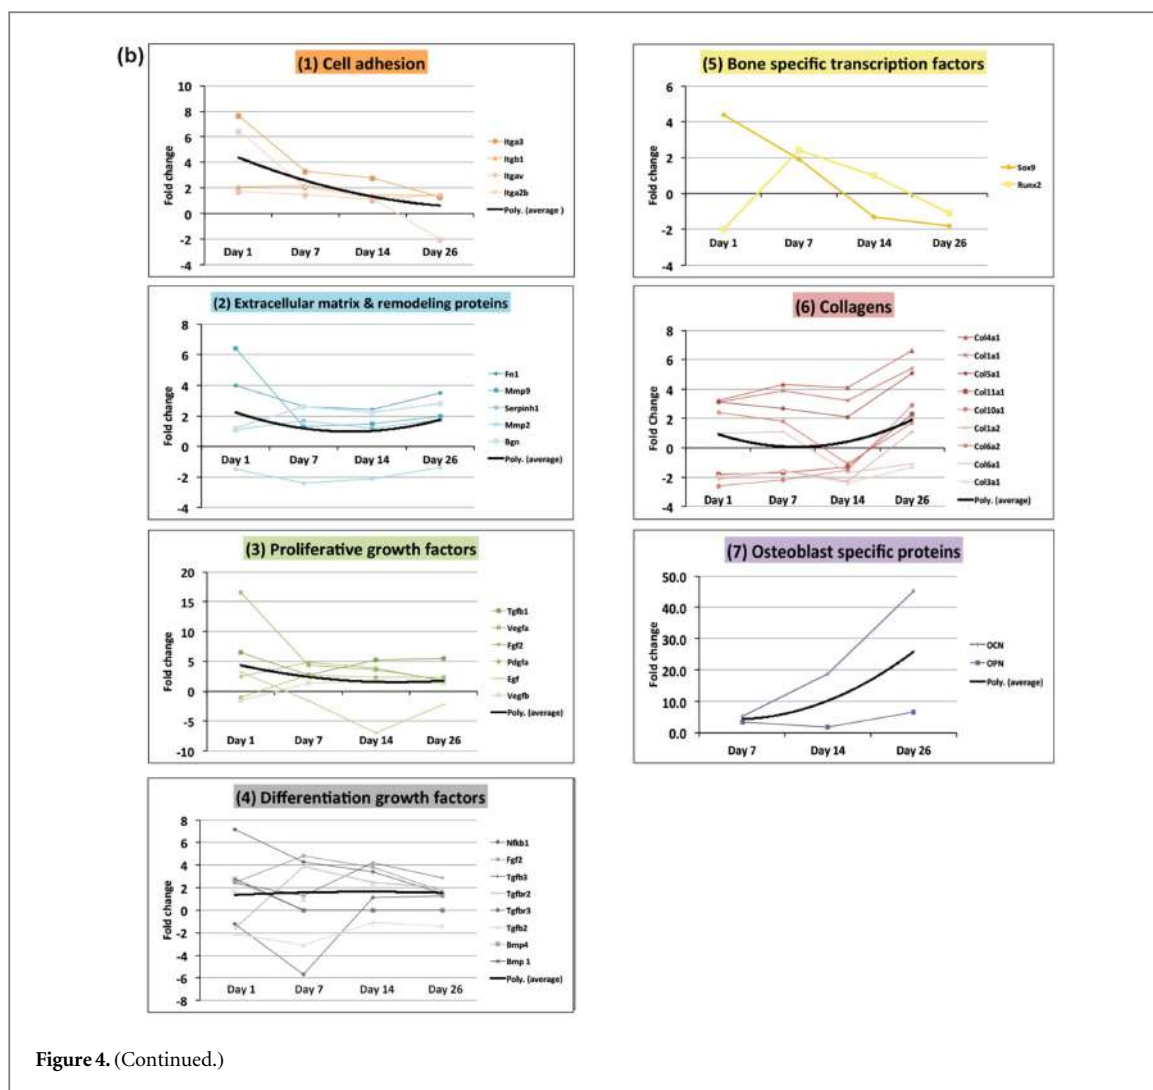 (b)
(1) Cell adhesion
10
8
6
4
2
0
-2
-4
Fold change
Day 1 Day 7 Day 14 Day 26
Itga3
Itgb1
Itgav
Itga2b
Poly. (average )
(2) Extracellular matrix & remodeling proteins
8
6
4
2
0
-2
-4
Fold change
Day 1 Day 7 Day 14 Day 26
Fn1
Mmp9
Serpinh1
Mmp2
Bgn
Poly. (average)
(3) Proliferative growth factors
20
15
10
5
0
-5
-10
Fold change
Day 1 Day 7 Day 14 Day 26
Tgfb1
Vegfa
Fgf2
Pdgfa
Egf
Vegfb
Poly. (average)
(4) Differentiation growth factors
8
6
4
2
0
-2
-4
-6
-8
Fold change
Day 1 Day 7 Day 14 Day 26
Nfkb1
Fgf2
Tgfb3
Tgfbr2
Tgfbr3
Tgfb2
Bmp4
Bmp 1
Poly. (average)
(5) Bone specific transcription factors
6
4
2
0
-2
-4
Fold change
Day 1 Day 7 Day 14 Day 26
Sox9
Runx2
(6) Collagens
8
6
4
2
0
-2
-4
Fold change
Day 1 Day 7 Day 14 Day 26
Col4a1
Col1a1
Col5a1
Col11a1
Col10a1
Col1a2
Col6a2
Col6a1
Col3a1
Poly. (average)
(7) Osteoblast specific proteins
50.0
40.0
30.0
20.0
10.0
0.0
Fold change
Day 7 Day 14 Day 26
OCN
OPN
Poly. (average)
Figure 4. (Continued.)